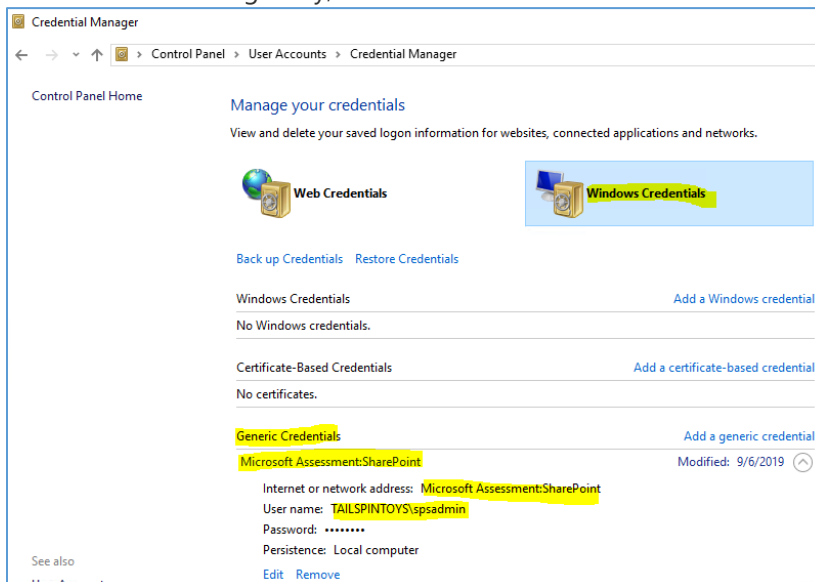 Credential Manager
Control Panel > User Accounts > Credential Manager
Control Panel Home
Manage your credentials
View and delete your saved logon information for websites, connected applications and networks.
Web Credentials
Windows Credentials
Back up Credentials Restore Credentials
Windows Credentials Add a Windows credential
No Windows credentials.
Certificate-Based Credentials Add a certificate-based credential
No certificates.
Generic Credentials Add a generic credential
Microsoft Assessment:SharePoint Modified: 9/6/2019
Internet or network address: Microsoft Assessment:SharePoint
User name: TAILSPINTOYS\spsadmin
Password: ••••••••
Persistence: Local computer
See also
Edit Remove